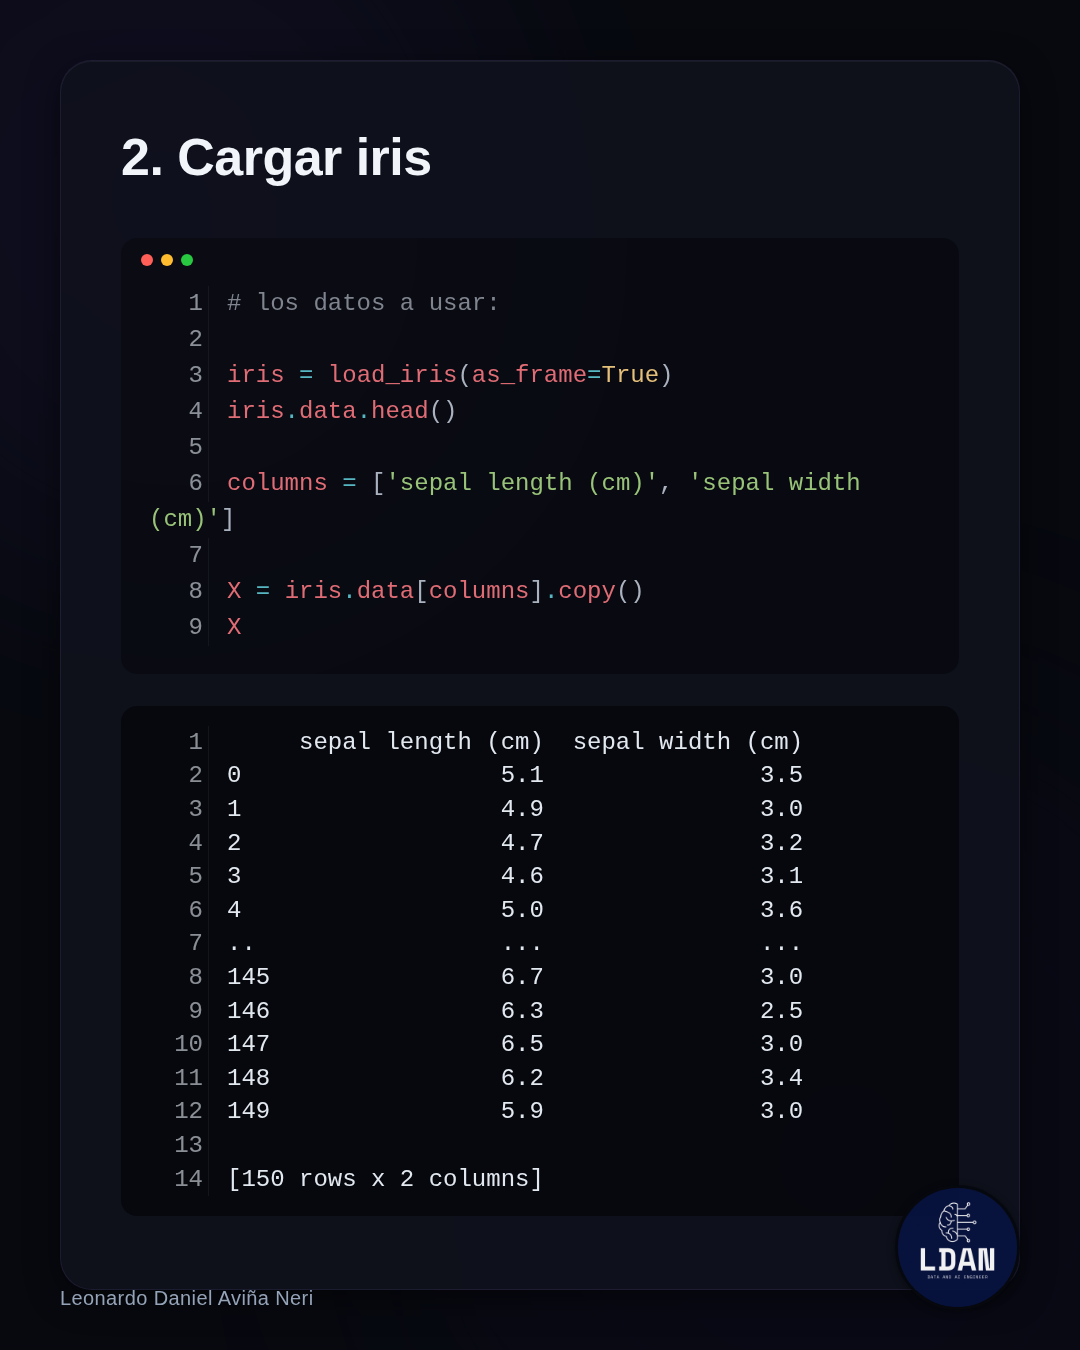 2. Cargar iris
1 # los datos a usar:
2
3 iris = load_iris(as_frame=True)
4 iris.data.head()
5
6 columns = ['sepal length (cm)', 'sepal width
(cm)']
7
8 X = iris.data[columns].copy()
9 X
1      sepal length (cm)  sepal width (cm)
2 0                  5.1               3.5
3 1                  4.9               3.0
4 2                  4.7               3.2
5 3                  4.6               3.1
6 4                  5.0               3.6
7 ..                 ...               ...
8 145                6.7               3.0
9 146                6.3               2.5
10 147                6.5               3.0
11 148                6.2               3.4
12 149                5.9               3.0
13
14 [150 rows x 2 columns]
LDAN
DATA AND AI ENGINEER
Leonardo Daniel Aviña Neri